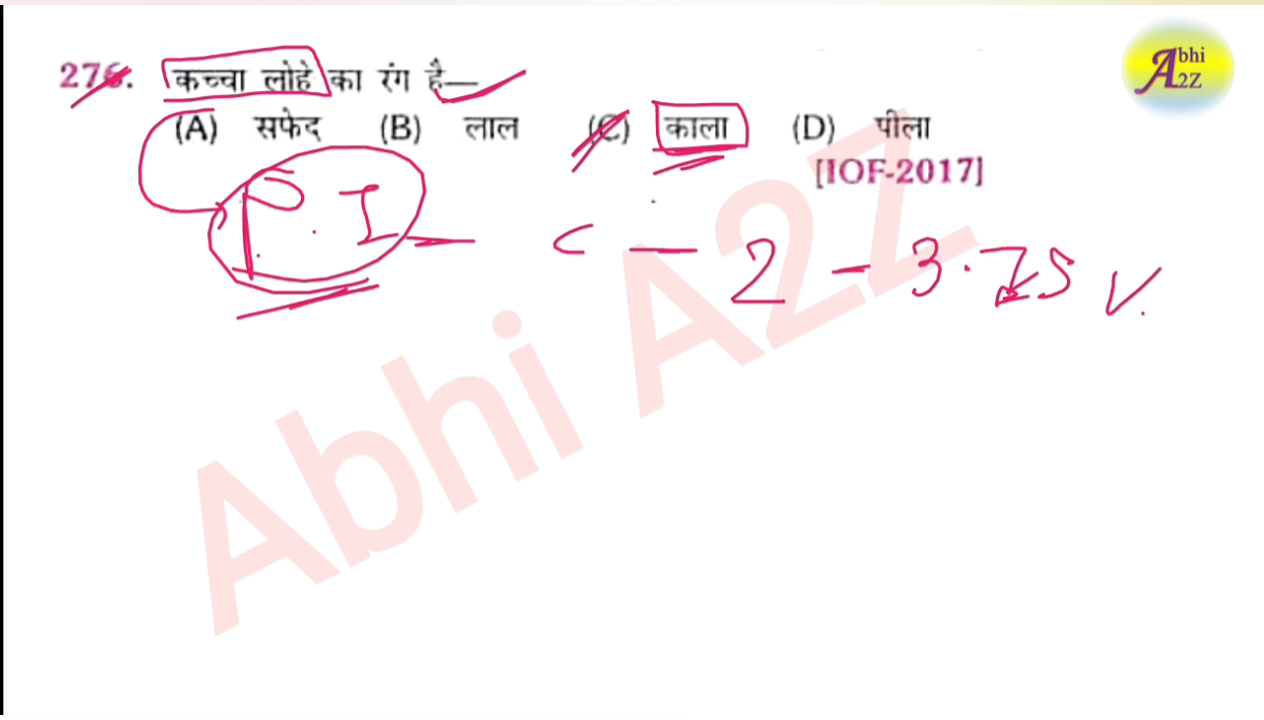 Abhi
A2Z
276. कच्चा लोहे का रंग है—
(A) सफेद (B) लाल (C) काला (D) पीला
[IOF-2017]
P.I - C - 2 - 3.75 V.
Abhi A2Z